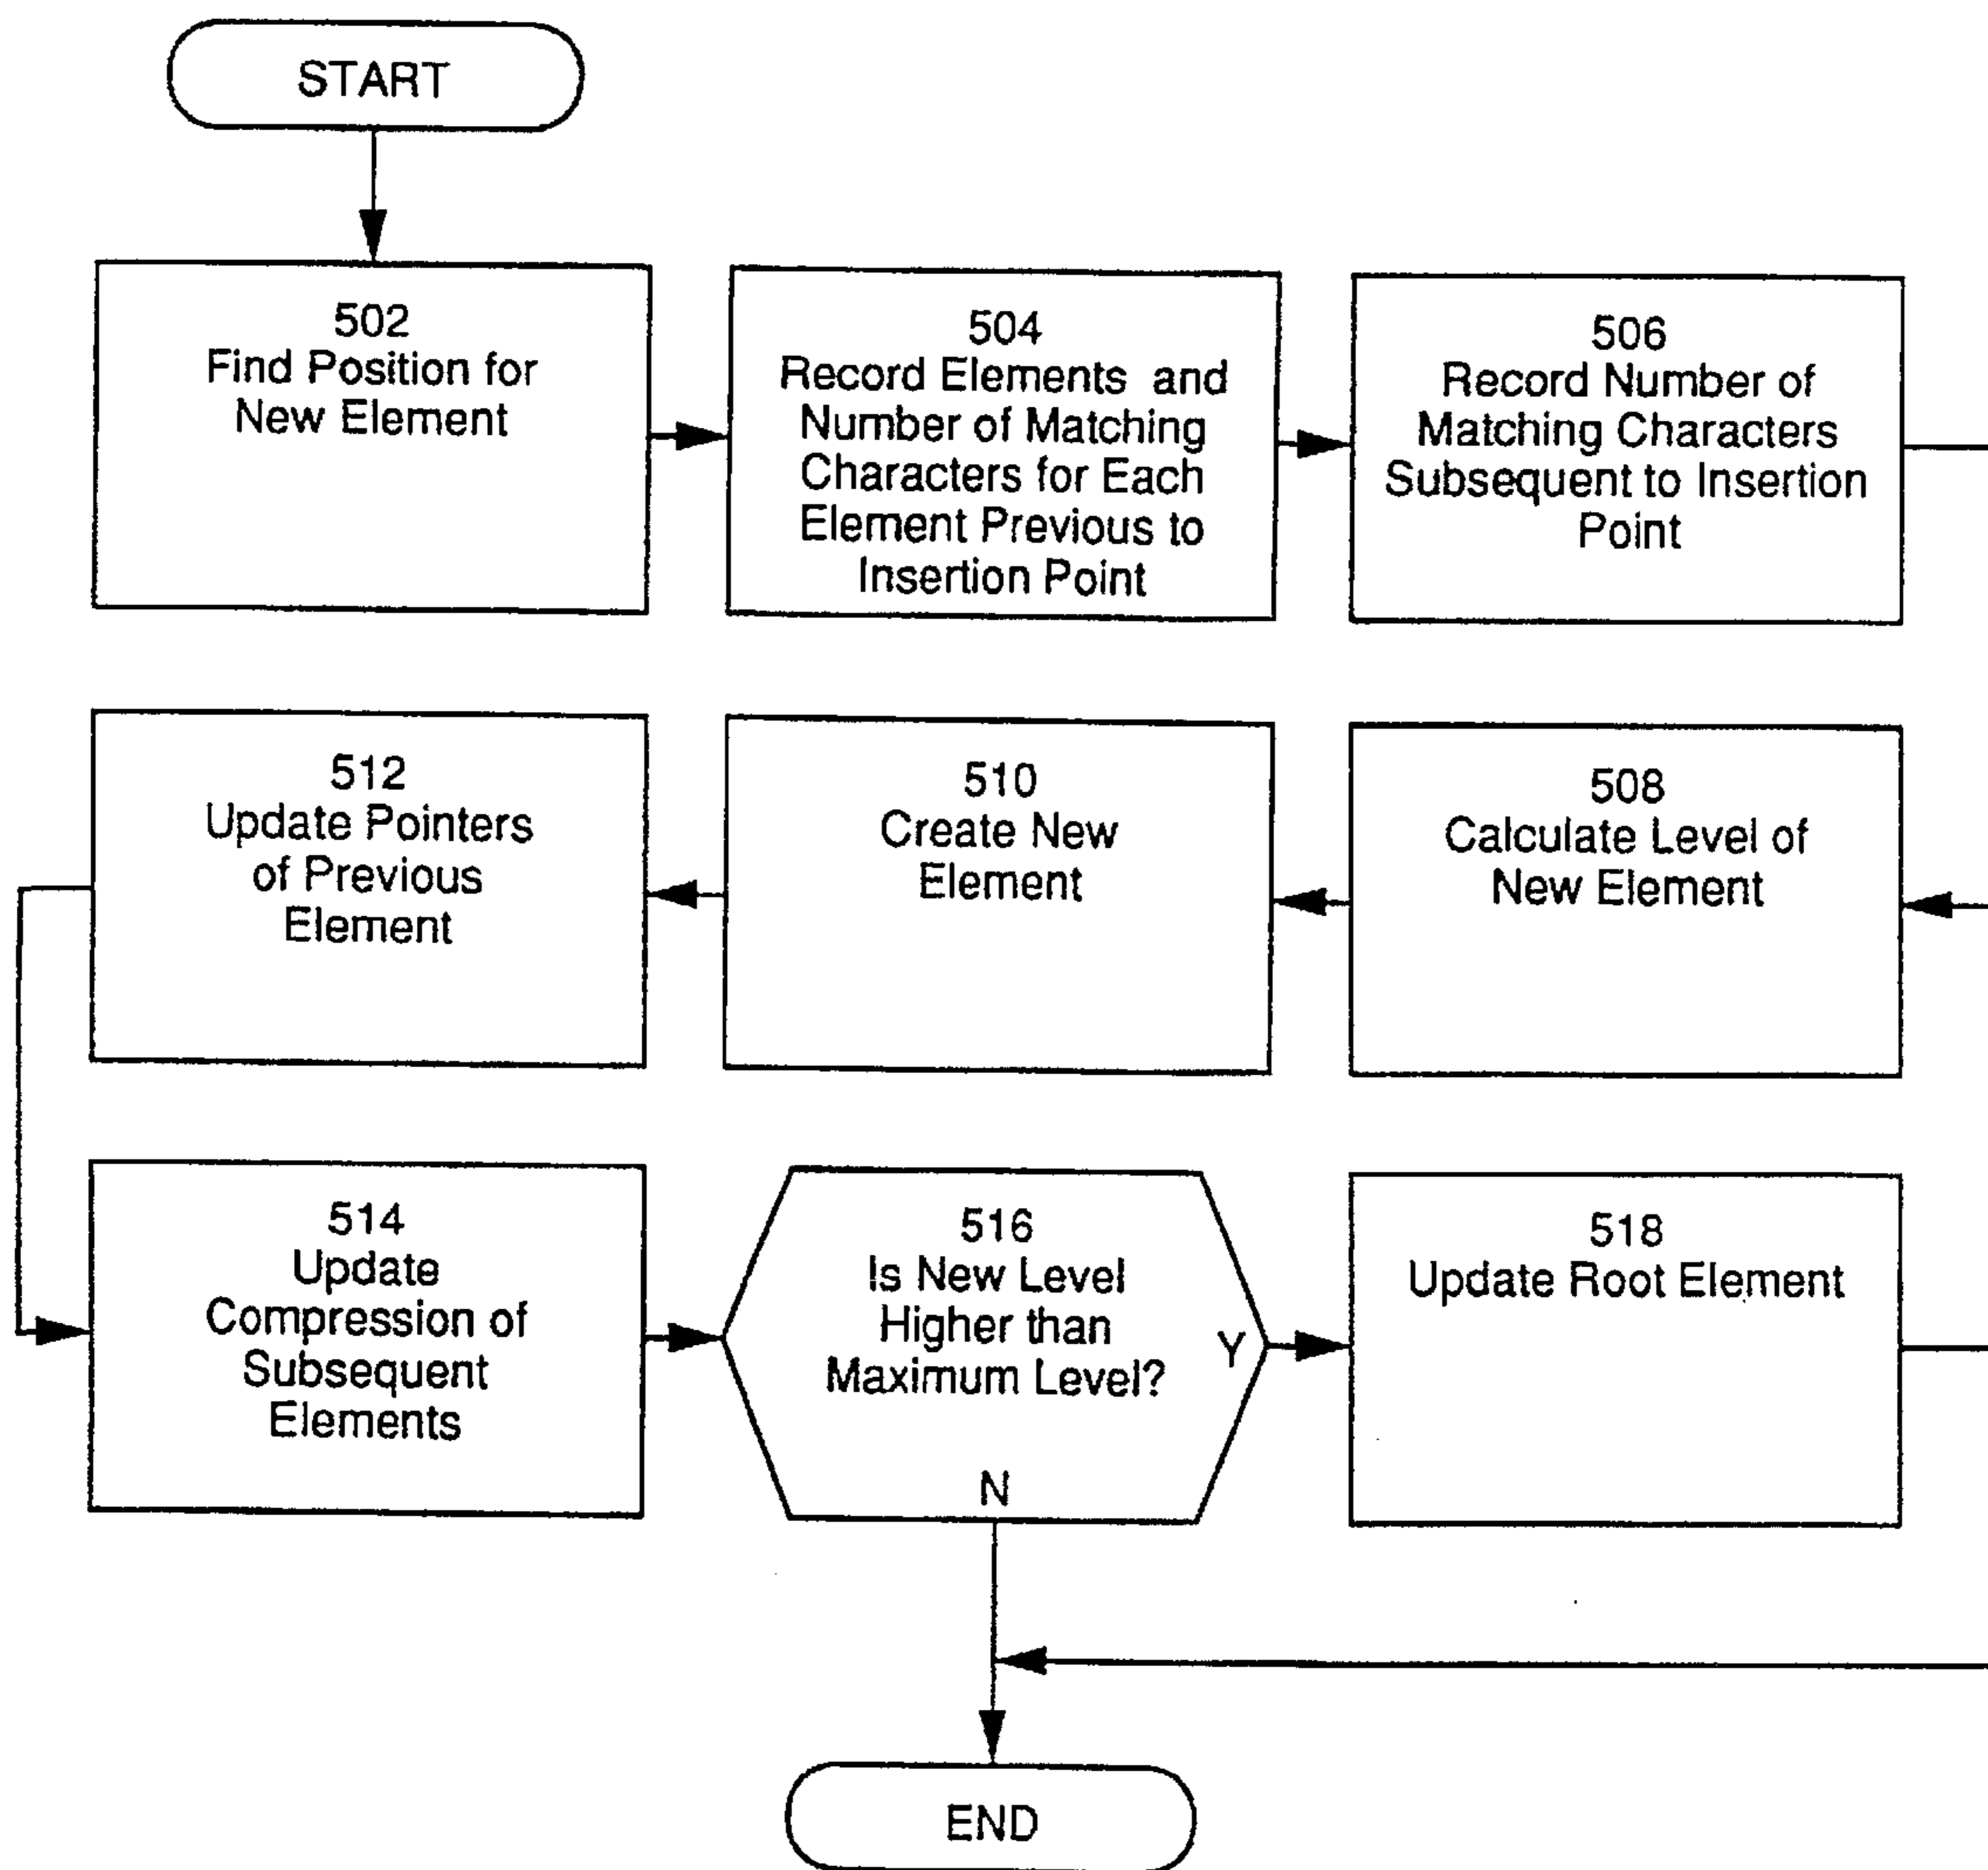 START
502
Find Position for
New Element
504
Record Elements and
Number of Matching
Characters for Each
Element Previous to
Insertion Point
506
Record Number of
Matching Characters
Subsequent to Insertion
Point
512
Update Pointers
of Previous
Element
510
Create New
Element
508
Calculate Level of
New Element
514
Update
Compression of
Subsequent
Elements
516
Is New Level
Higher than
Maximum Level?
Y
N
518
Update Root Element
END